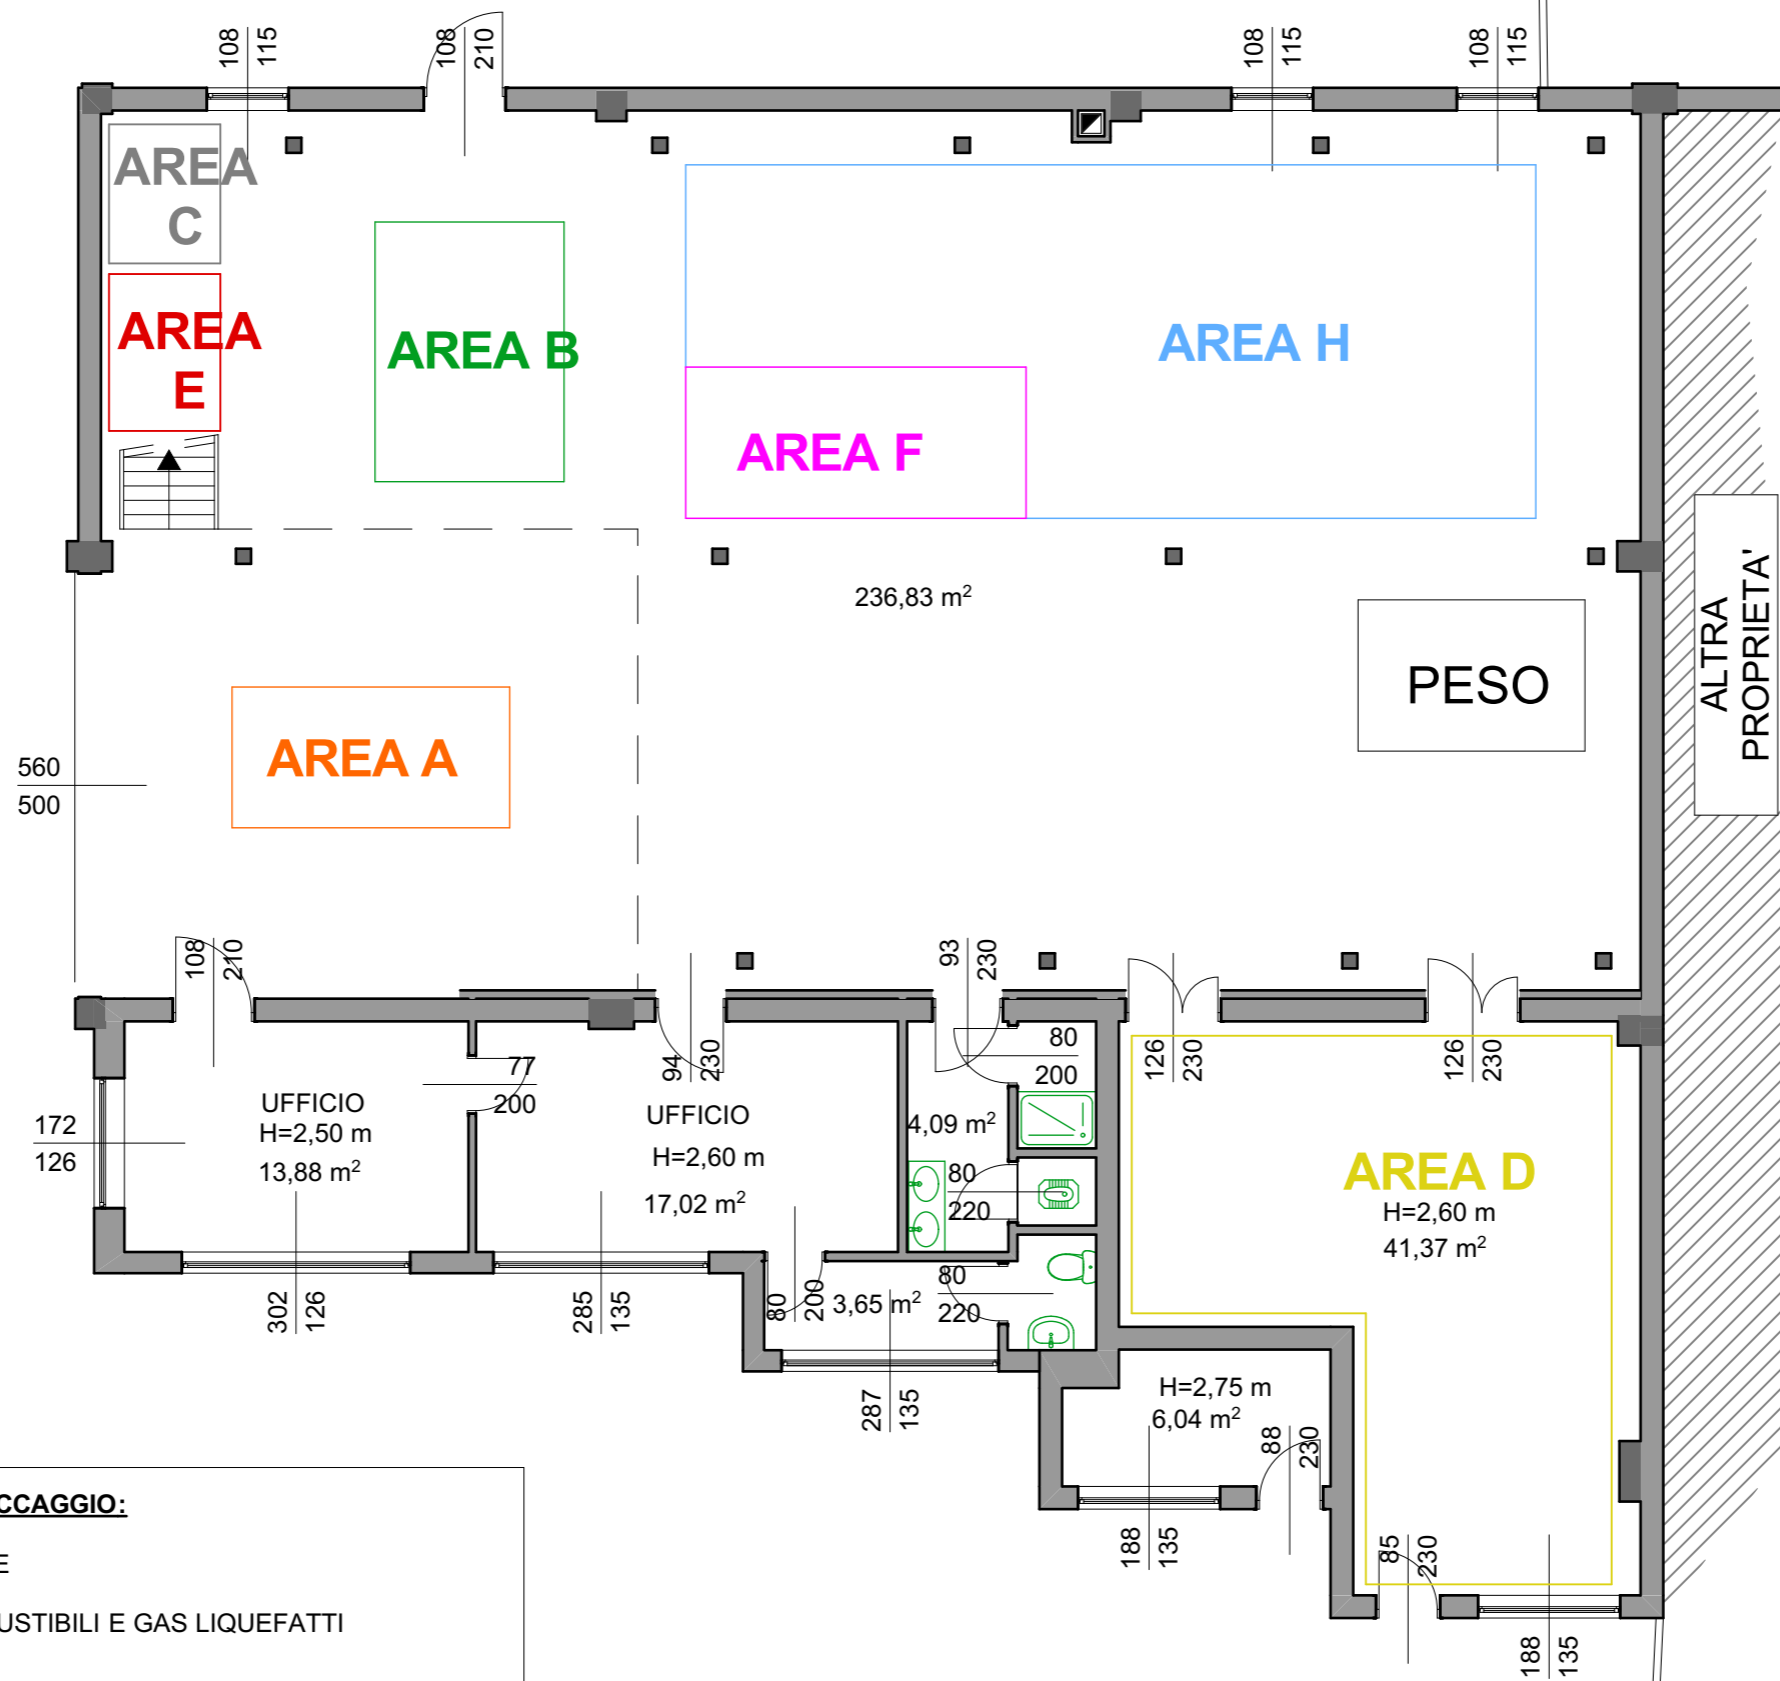 108
115
108
210
108
115
108
115
AREA
C
AREA
E
AREA B
AREA H
AREA F
236,83 m²
ALTRA
PROPRIETA'
PESO
AREA A
560
500
108
210
94
230
93
230
126
230
126
230
77
200
80
200
UFFICIO
H=2,50 m
13,88 m²
UFFICIO
H=2,60 m
17,02 m²
4,09 m²
80
220
172
126
AREA D
H=2,60 m
41,37 m²
302
126
285
135
80
200
3,65 m²
80
220
287
135
H=2,75 m
6,04 m²
88
230
188
135
85
230
188
135
CCAGGIO:
E
USTIBILI E GAS LIQUEFATTI